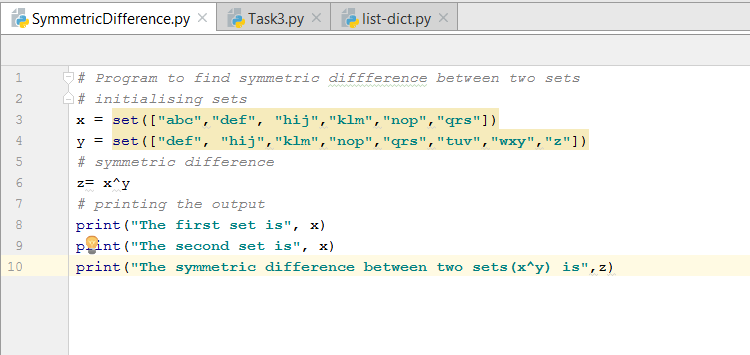 SymmetricDifference.py × Task3.py × list-dict.py ×
1 # Program to find symmetric diffference between two sets
2 # initialising sets
3 x = set(["abc","def", "hij","klm","nop","qrs"])
4 y = set(["def", "hij","klm","nop","qrs","tuv","wxy","z"])
5 # symmetric difference
6 z= x^y
7 # printing the output
8 print("The first set is", x)
9 print("The second set is", x)
10 print("The symmetric difference between two sets(x^y) is",z)